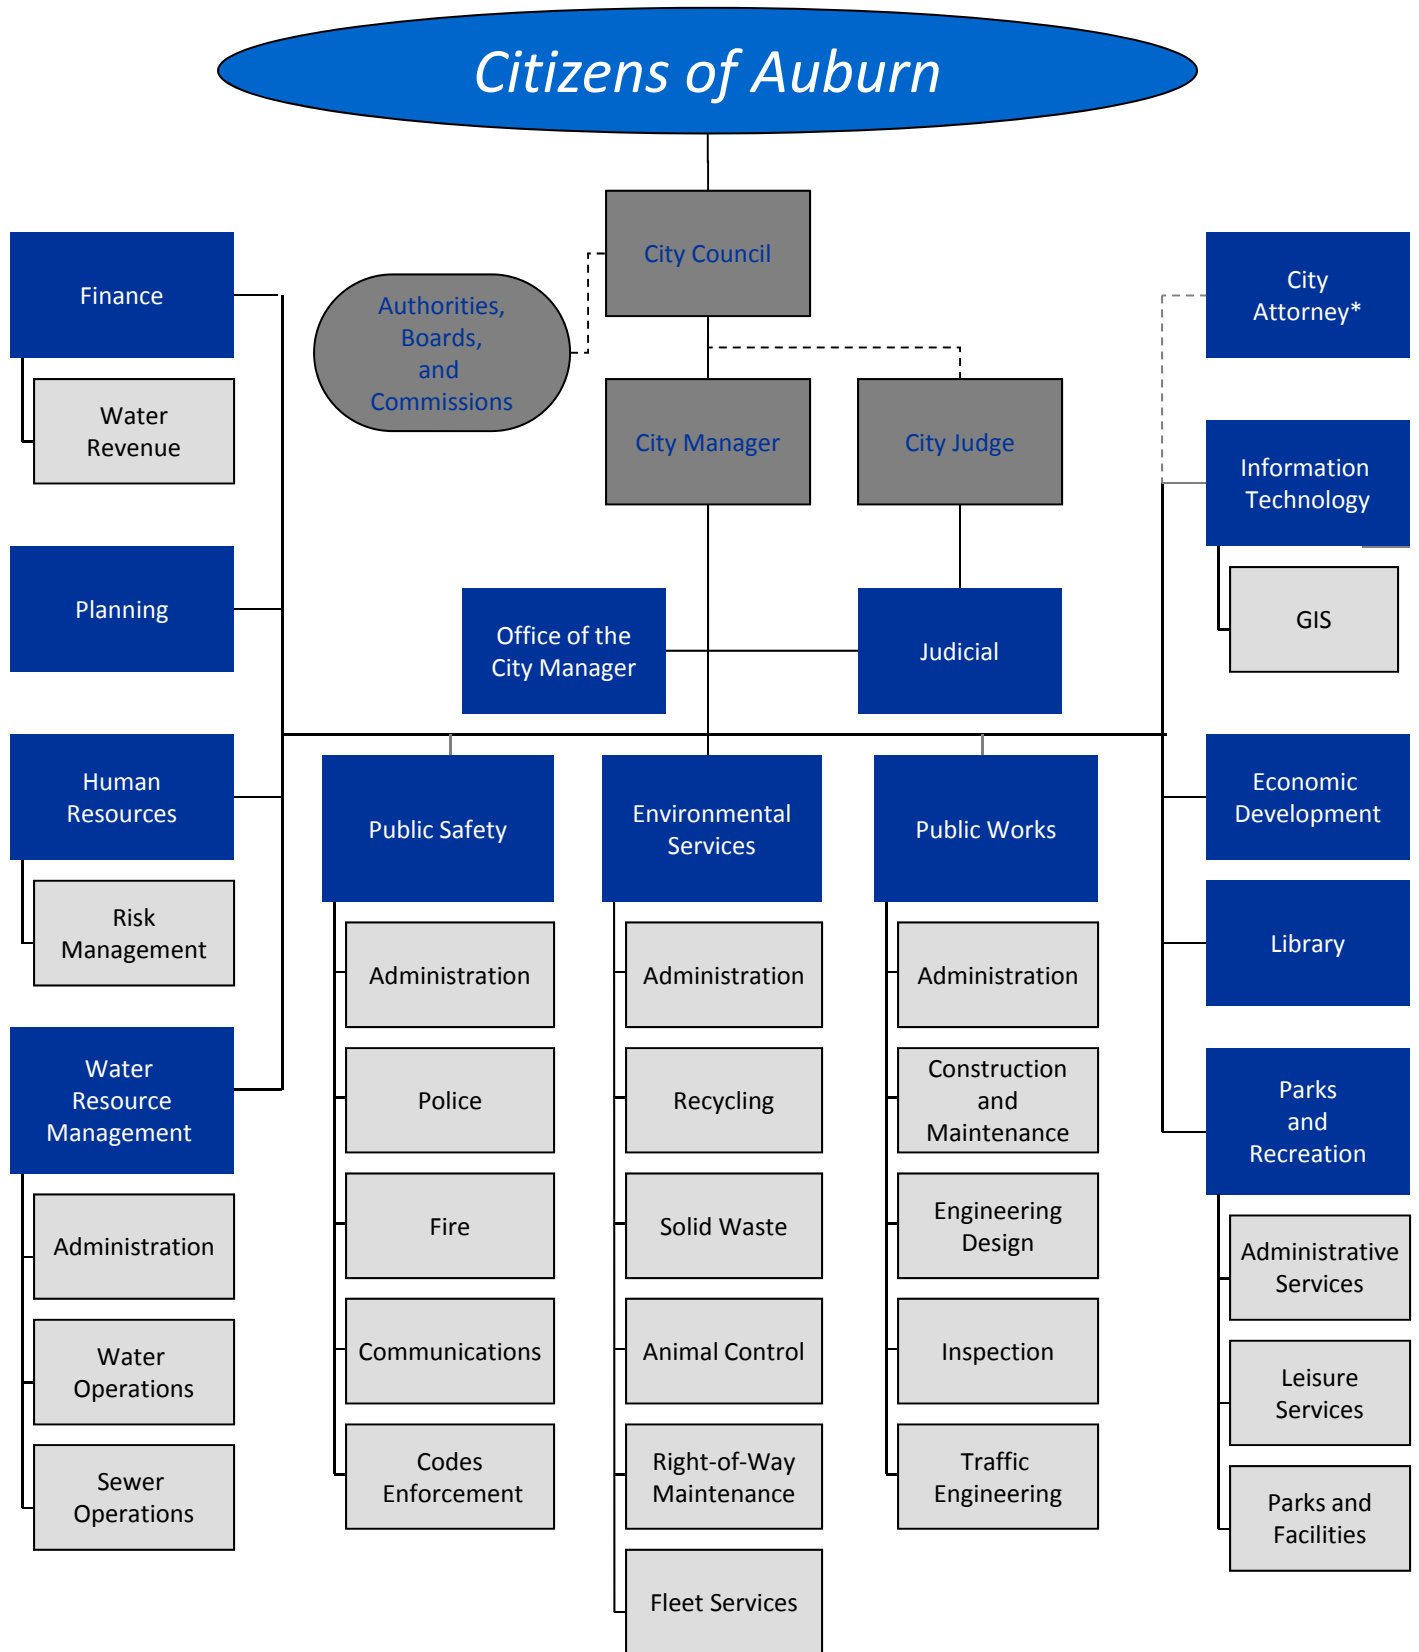 Citizens of Auburn
City Council
Authorities,
Boards,
and
Commissions
City Manager
City Judge
Office of the
City Manager
Judicial
Finance
Water
Revenue
Planning
Human
Resources
Risk
Management
Water
Resource
Management
Administration
Water
Operations
Sewer
Operations
Public Safety
Administration
Police
Fire
Communications
Codes
Enforcement
Environmental
Services
Administration
Recycling
Solid Waste
Animal Control
Right-of-Way
Maintenance
Fleet Services
Public Works
Administration
Construction
and
Maintenance
Engineering
Design
Inspection
Traffic
Engineering
City
Attorney*
Information
Technology
GIS
Economic
Development
Library
Parks
and
Recreation
Administrative
Services
Leisure
Services
Parks and
Facilities